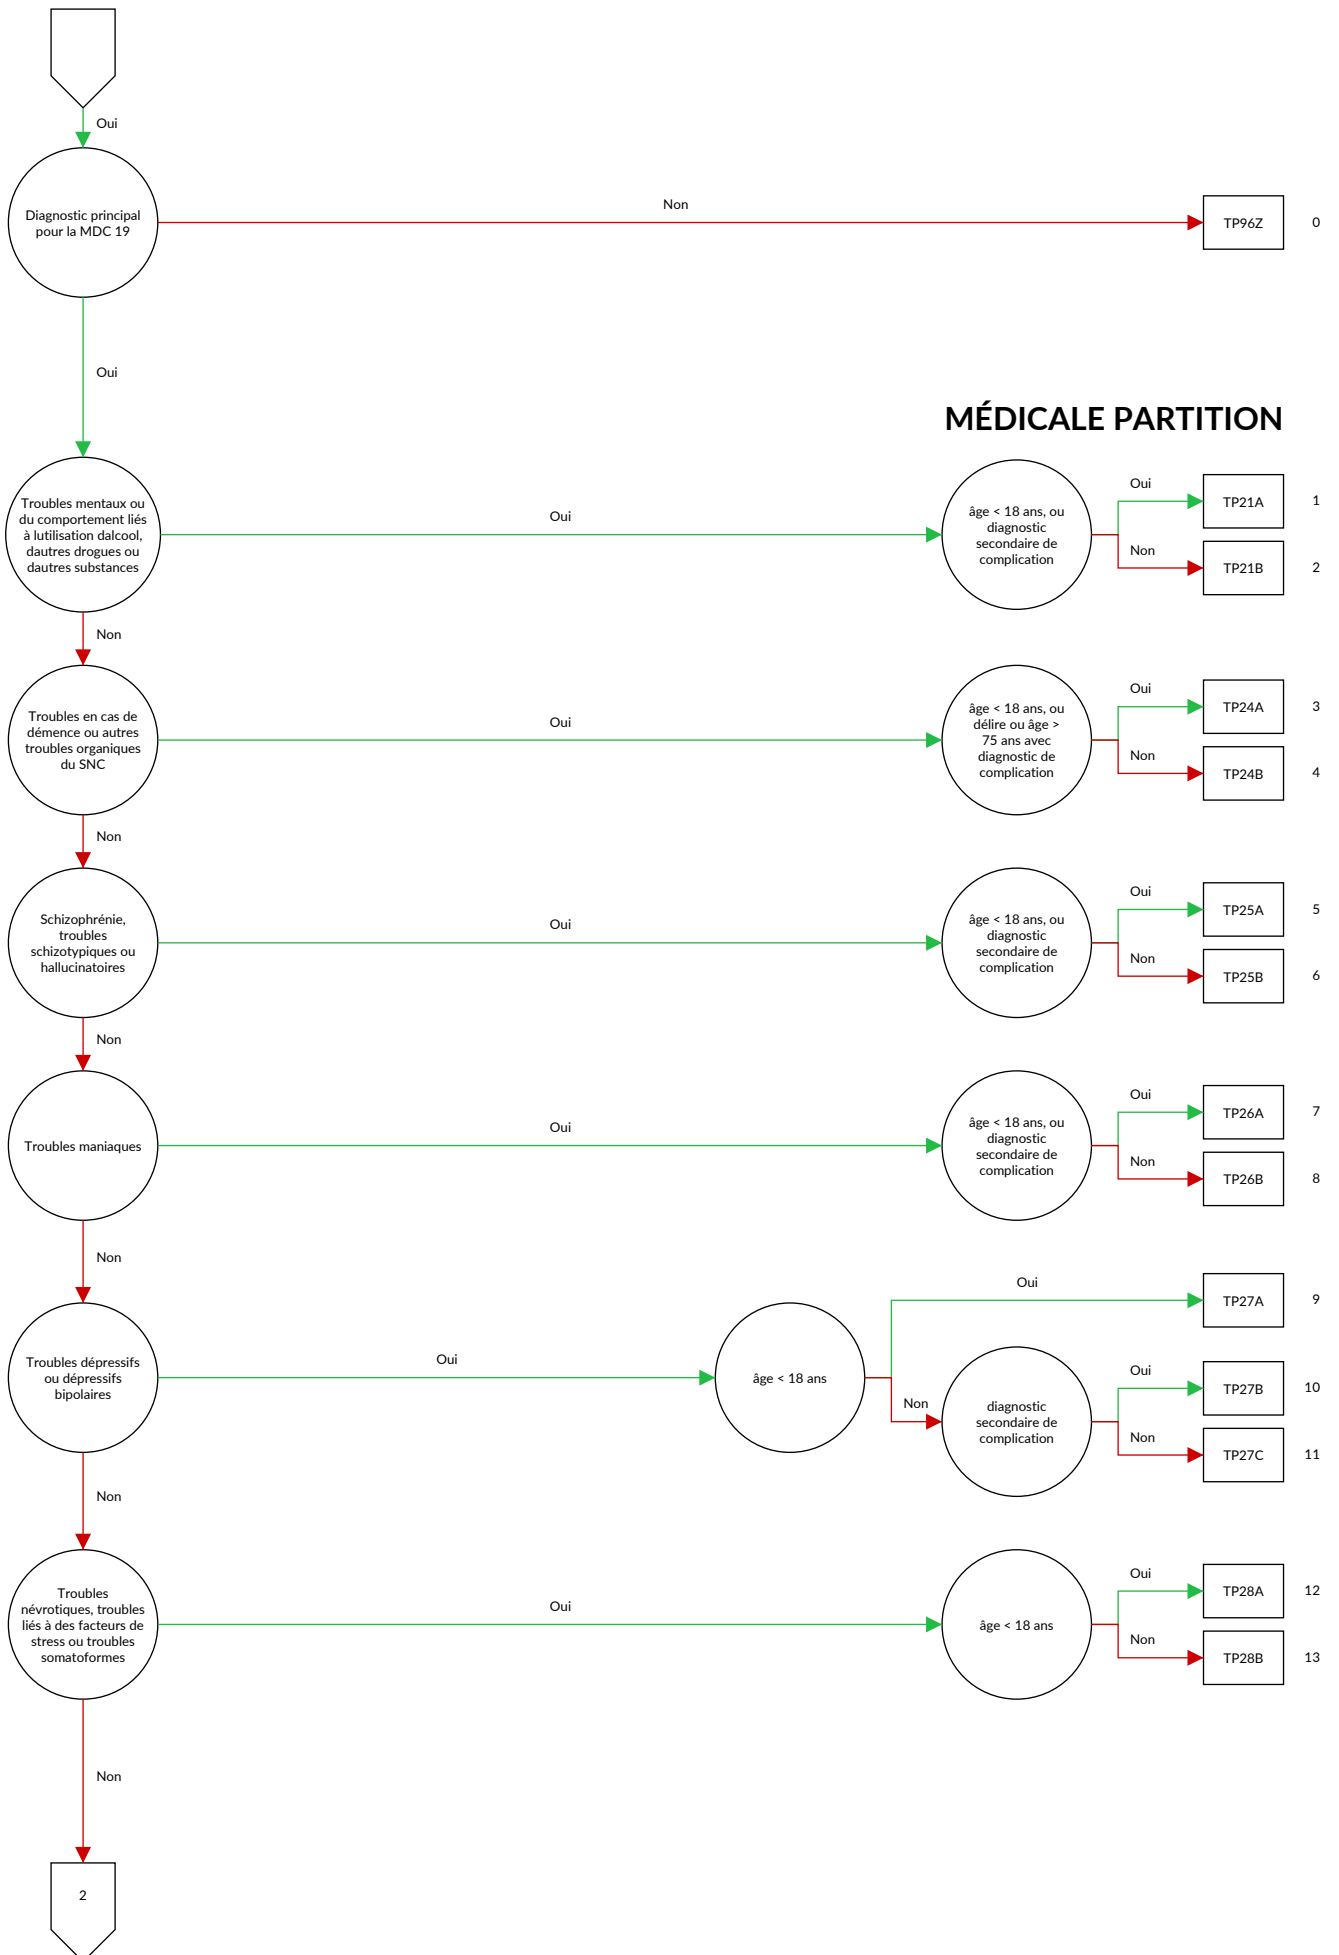 Oui
Diagnostic principal
pour la MDC 19
Non
TP96Z
0
Oui
MÉDICALE PARTITION
Troubles mentaux ou
du comportement liés
à lutilisation dalcool,
dautres drogues ou
dautres substances
Oui
âge < 18 ans, ou
diagnostic
secondaire de
complication
Oui
TP21A
1
Non
TP21B
2
Non
Troubles en cas de
démence ou autres
troubles organiques
du SNC
Oui
âge < 18 ans, ou
délire ou âge >
75 ans avec
diagnostic de
complication
Oui
TP24A
3
Non
TP24B
4
Non
Schizophrénie,
troubles
schizotypiques ou
hallucinatoires
Oui
âge < 18 ans, ou
diagnostic
secondaire de
complication
Oui
TP25A
5
Non
TP25B
6
Non
Troubles maniaques
Oui
âge < 18 ans, ou
diagnostic
secondaire de
complication
Oui
TP26A
7
Non
TP26B
8
Non
Troubles dépressifs
ou dépressifs
bipolaires
Oui
âge < 18 ans
Oui
TP27A
9
Non
diagnostic
secondaire de
complication
Oui
TP27B
10
Non
TP27C
11
Non
Troubles
névrotiques, troubles
liés à des facteurs de
stress ou troubles
somatoformes
Oui
âge < 18 ans
Oui
TP28A
12
Non
TP28B
13
Non
2